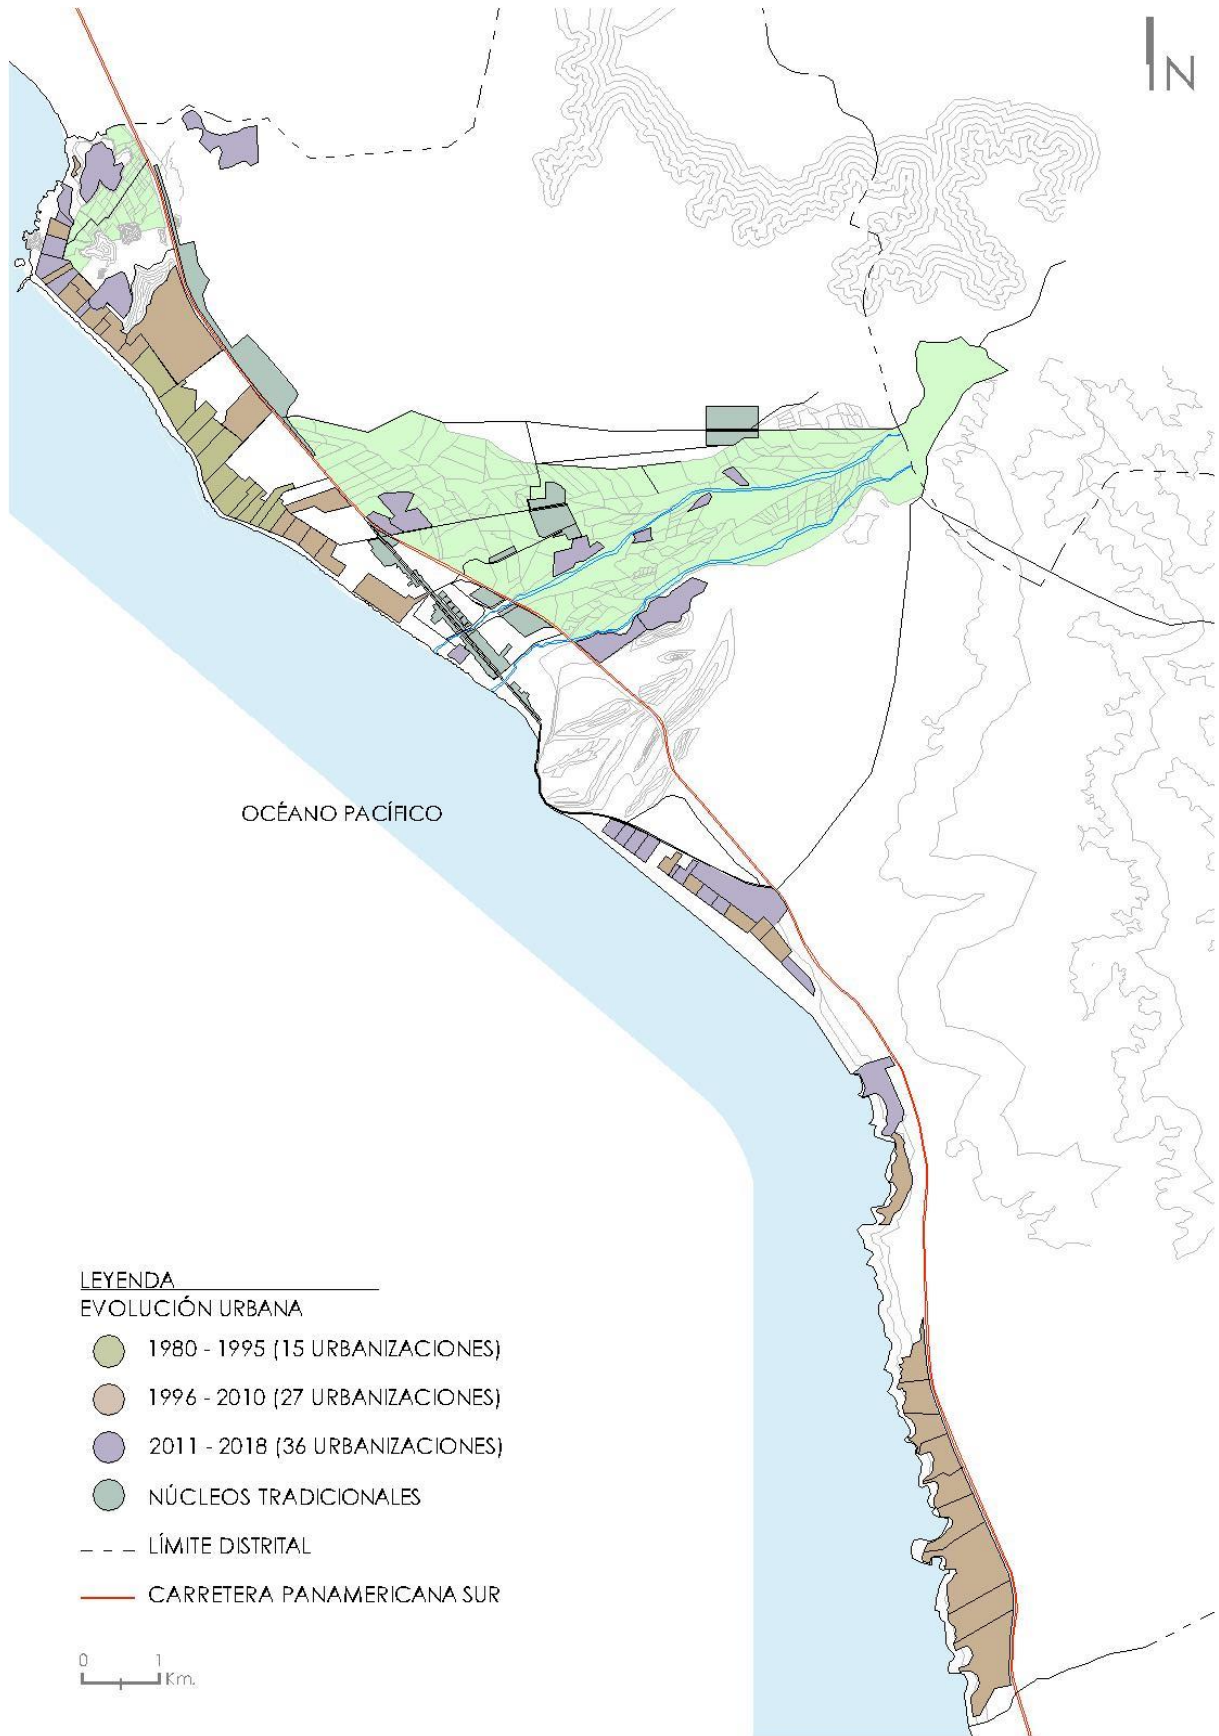 N
OCÉANO PACÍFICO
LEYENDA
EVOLUCIÓN URBANA
1980 - 1995 (15 URBANIZACIONES)
1996 - 2010 (27 URBANIZACIONES)
2011 - 2018 (36 URBANIZACIONES)
NÚCLEOS TRADICIONALES
LÍMITE DISTRITAL
CARRETERA PANAMERICANA SUR
0 1
Km.